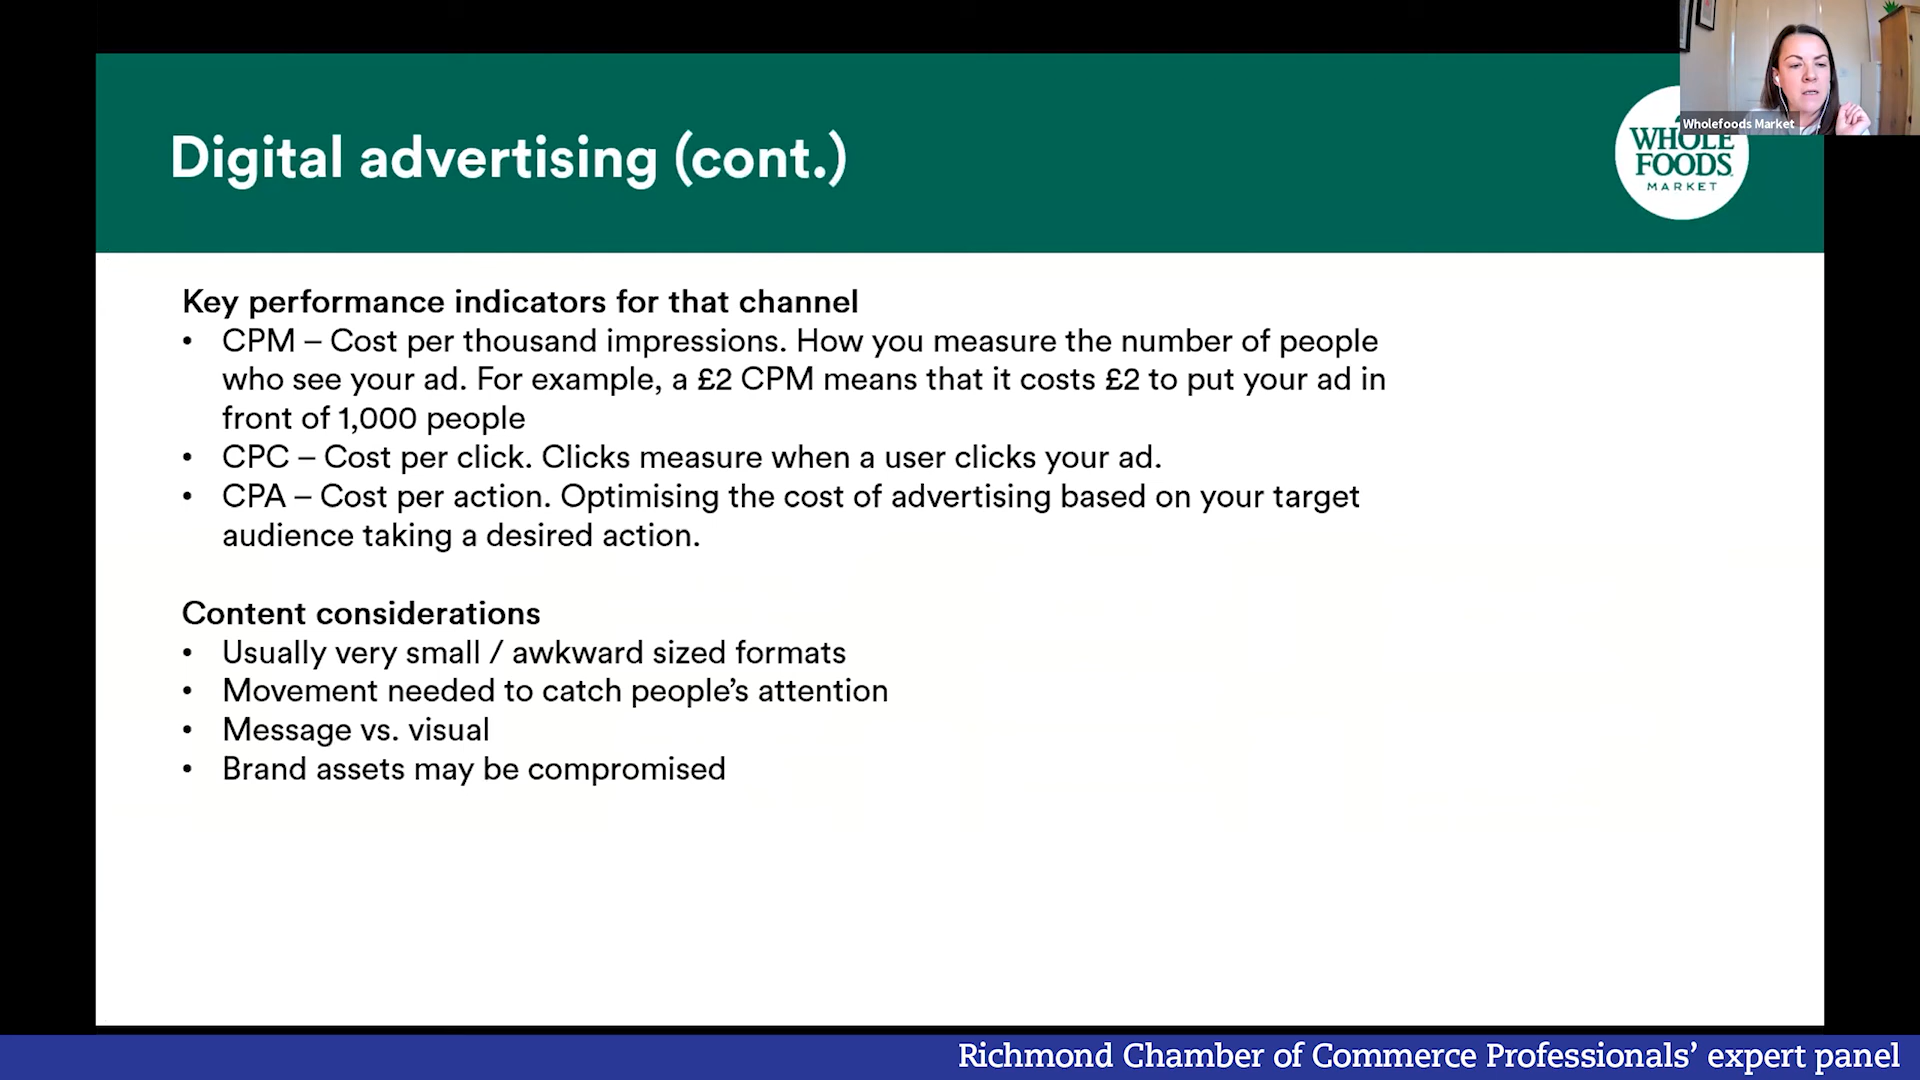 Digital advertising (cont.)
Wholefoods Market
WHOLE
FOODS
MARKET
Key performance indicators for that channel
• CPM – Cost per thousand impressions. How you measure the number of people
who see your ad. For example, a £2 CPM means that it costs £2 to put your ad in
front of 1,000 people
• CPC – Cost per click. Clicks measure when a user clicks your ad.
• CPA – Cost per action. Optimising the cost of advertising based on your target
audience taking a desired action.
Content considerations
• Usually very small / awkward sized formats
• Movement needed to catch people’s attention
• Message vs. visual
• Brand assets may be compromised
Richmond Chamber of Commerce Professionals’ expert panel